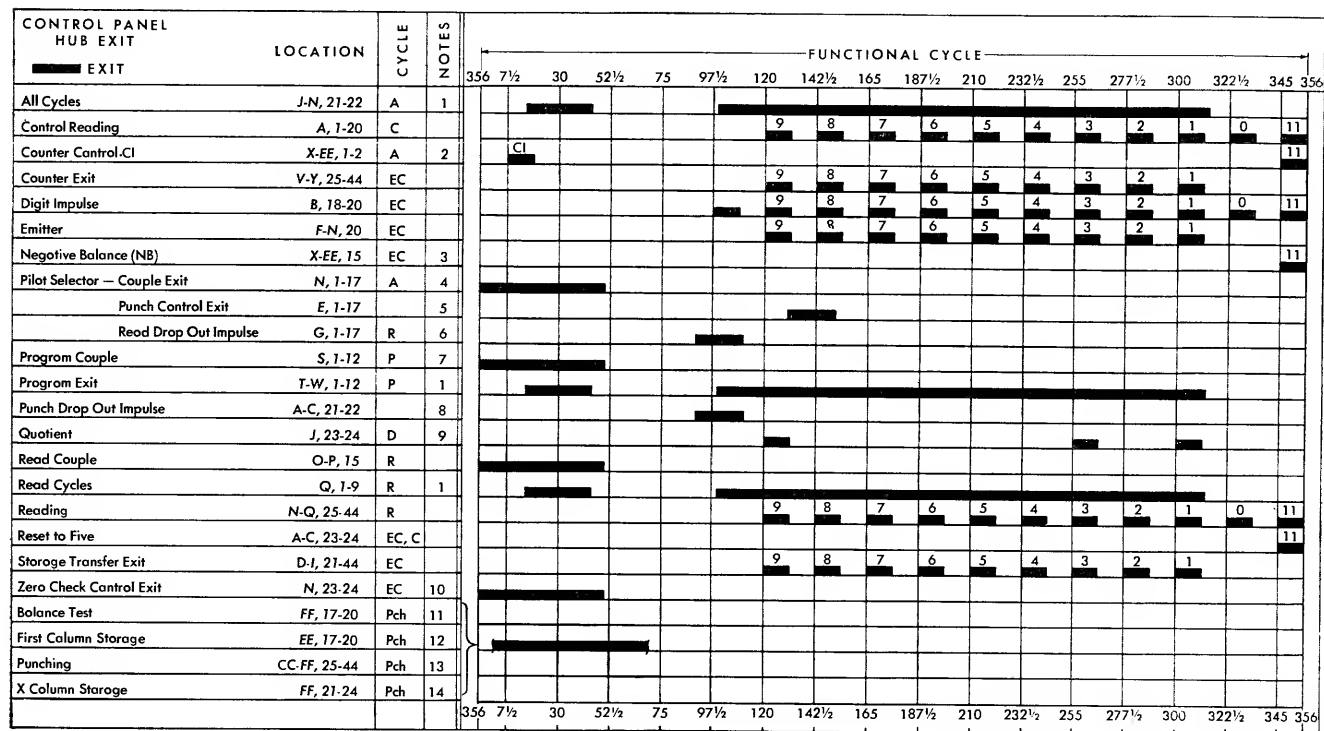 CONTROL PANEL
HUB EXIT
EXIT
LOCATION
CYCLE
NOTES
FUNCTIONAL CYCLE
356 7½ 30 52½ 75 97½ 120 142½ 165 187½ 210 232½ 255 277½ 300 322½ 345 356
All Cycles J-N, 21-22 A 1
Control Reading A, 1-20 C 9 8 7 6 5 4 3 2 1 0 11
Counter Cantrol-CI X-EE, 1-2 A 2 CI 11
Counter Exit V-Y, 25-44 EC 9 8 7 6 5 4 3 2 1
Digit Impulse B, 18-20 EC 9 8 7 6 5 4 3 2 1 0 11
Emitter F-N, 20 EC 9 8 7 6 5 4 3 2 1
Negative Balance (NB) X-EE, 15 EC 3 11
Pilot Selector — Couple Exit N, 1-17 A 4
Punch Control Exit E, 1-17 5
Reod Drop Out Impulse G, 1-17 R 6
Progrom Couple S, 1-12 P 7
Progrom Exit T-W, 1-12 P 1
Punch Drop Out Impulse A-C, 21-22 8
Quotient J, 23-24 D 9
Read Couple O-P, 15 R
Read Cycles Q, 1-9 R 1
Reading N-Q, 25-44 R 9 8 7 6 5 4 3 2 1 0 11
Reset to Five A-C, 23-24 EC, C 11
Storage Transfer Exit D-I, 21-44 EC 9 8 7 6 5 4 3 2 1
Zero Check Cantrol Exit N, 23-24 EC 10
Bolance Test FF, 17-20 Pch 11
First Calumn Storage EE, 17-20 Pch 12
Punching CC-FF, 25-44 Pch 13
X Calumn Staroge FF, 21-24 Pch 14
356 7½ 30 52½ 75 97½ 120 142½ 165 187½ 210 232½ 255 277½ 300 322½ 345 356